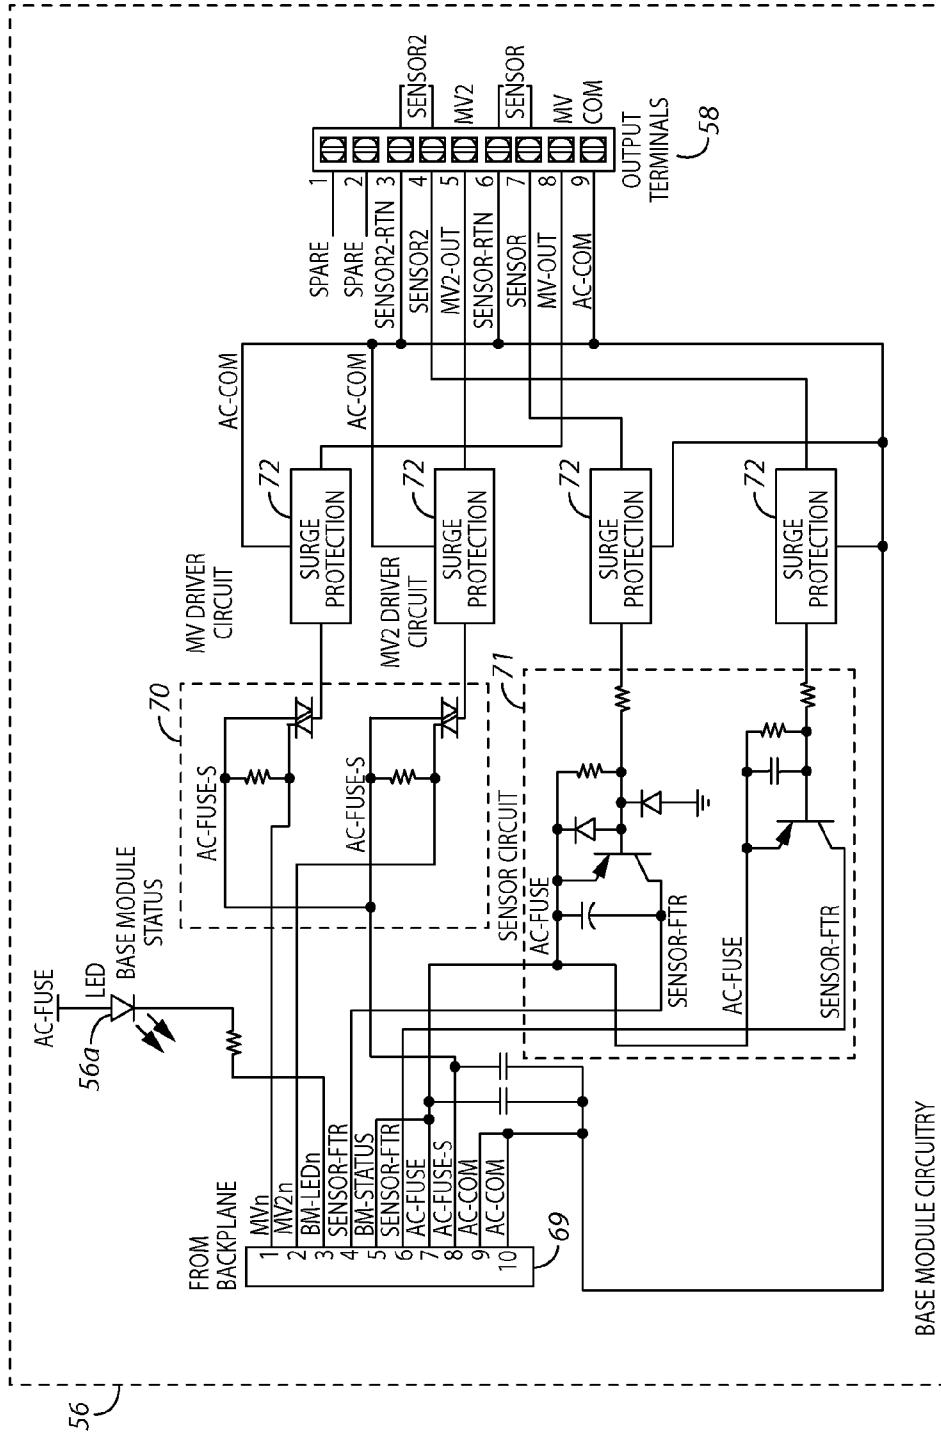 56
AC-FUSE
LED
56a
BASE MODULE
STATUS
FROM
BACKPLANE
MVn
MV2n
BM-LEDn
SENSOR-FTR
BM-STATUS
SENSOR-FTR
AC-FUSE
AC-FUSE-S
AC-COM
AC-COM
1
2
3
4
5
6
7
8
9
10
69
70
AC-FUSE-S
AC-FUSE-S
MV DRIVER
CIRCUIT
MV2 DRIVER
CIRCUIT
SENSOR CIRCUIT
71
AC-FUSE
SENSOR-FTR
AC-FUSE
SENSOR-FTR
72
SURGE
PROTECTION
72
SURGE
PROTECTION
72
SURGE
PROTECTION
72
SURGE
PROTECTION
AC-COM
AC-COM
SPARE
SPARE
SENSOR2-RTN
SENSOR2
MV2-OUT
SENSOR-RTN
SENSOR
MV-OUT
AC-COM
1
2
3
4
5
6
7
8
9
SENSOR2
MV2
SENSOR
MV
COM
OUTPUT
TERMINALS
58
BASE MODULE CIRCUITRY